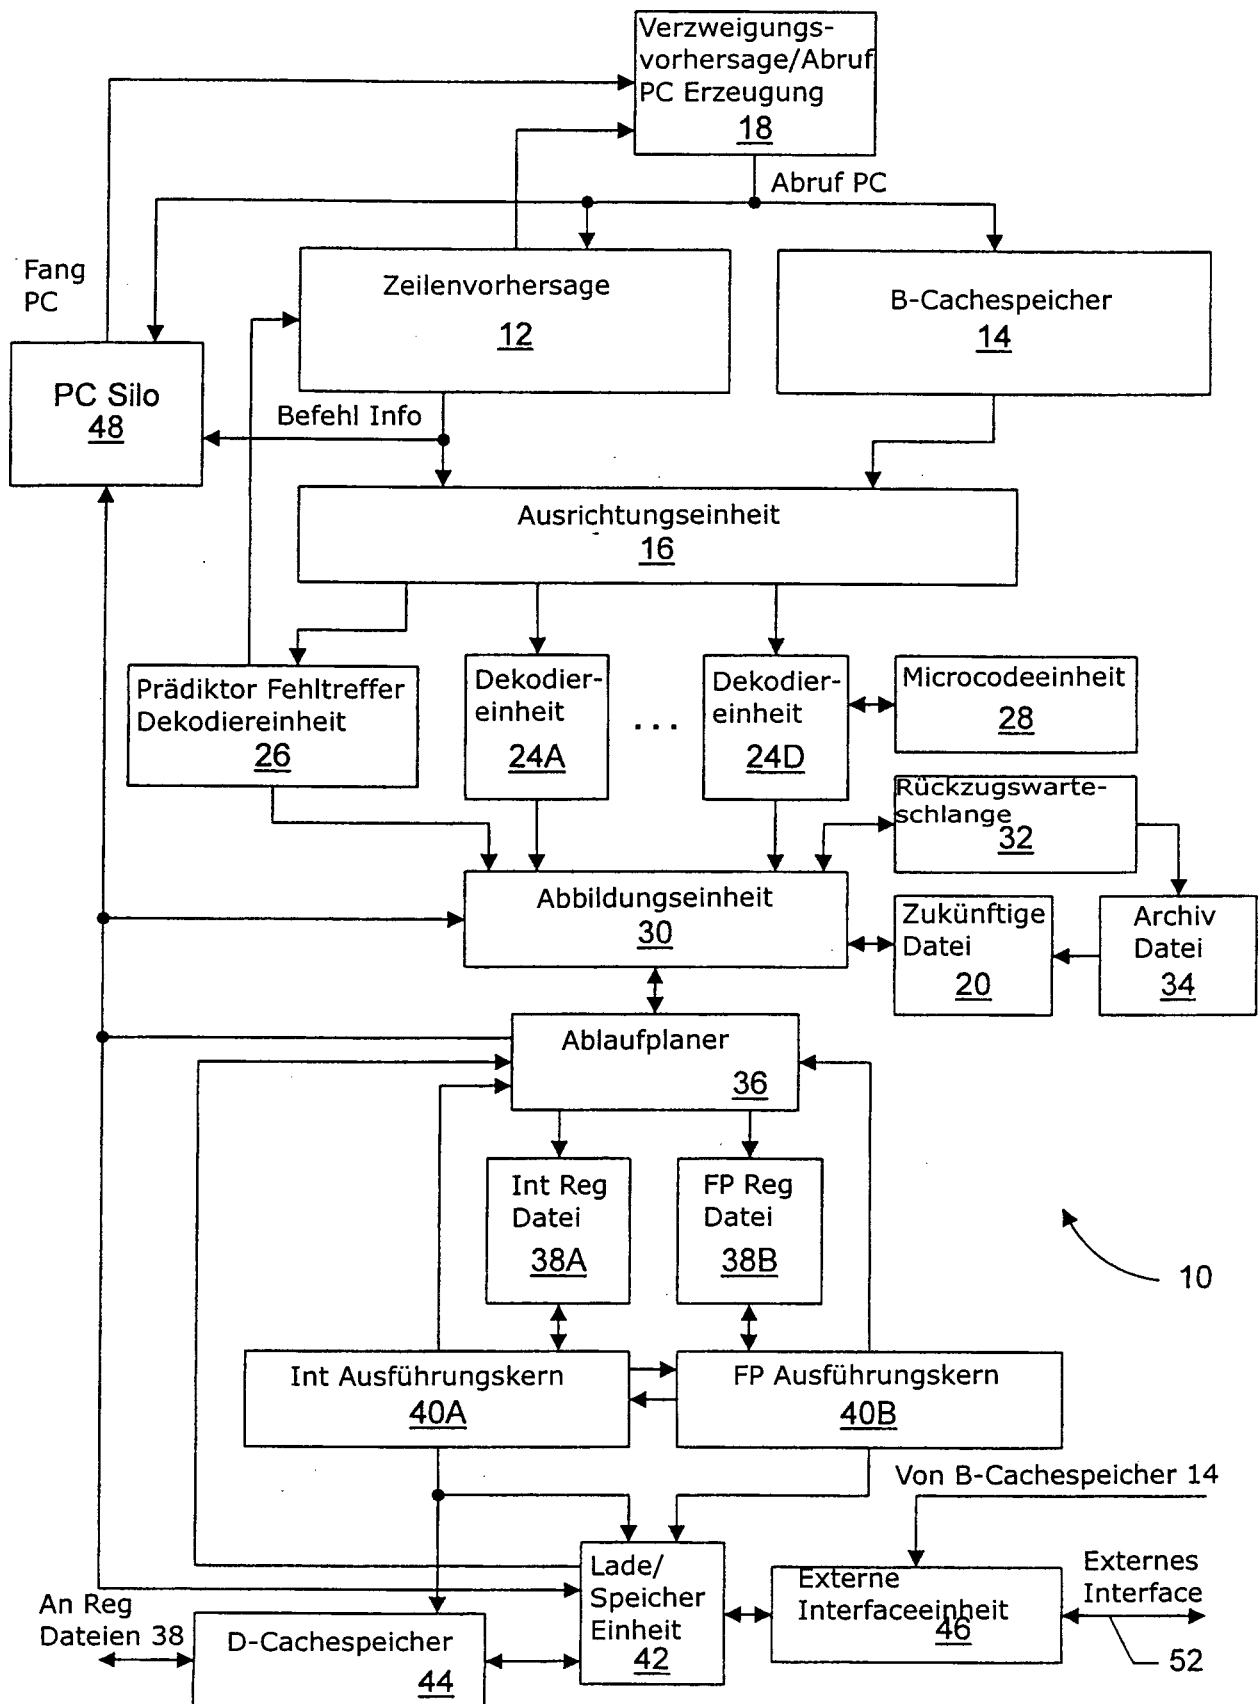 Verzweigungs-
vorhersage/Abruf
PC Erzeugung
18
Abruf PC
Fang
PC
Zeilenvorhersage
12
B-Cachespeicher
14
PC Silo
48
Befehl Info
Ausrichtungseinheit
16
Prädiktor Fehltreffer
Dekodiereinheit
26
Dekodier-
einheit
24A
. . .
Dekodier-
einheit
24D
Microcodeeinheit
28
Rückzugswarte-
schlange
32
Abbildungseinheit
30
Zukünftige
Datei
20
Archiv
Datei
34
Ablaufplaner
36
Int Reg
Datei
38A
FP Reg
Datei
38B
10
Int Ausführungskern
40A
FP Ausführungskern
40B
Von B-Cachespeicher 14
Lade/
Speicher
Einheit
42
Externe
Interfaceeinheit
46
Externes
Interface
52
An Reg
Dateien 38
D-Cachespeicher
44